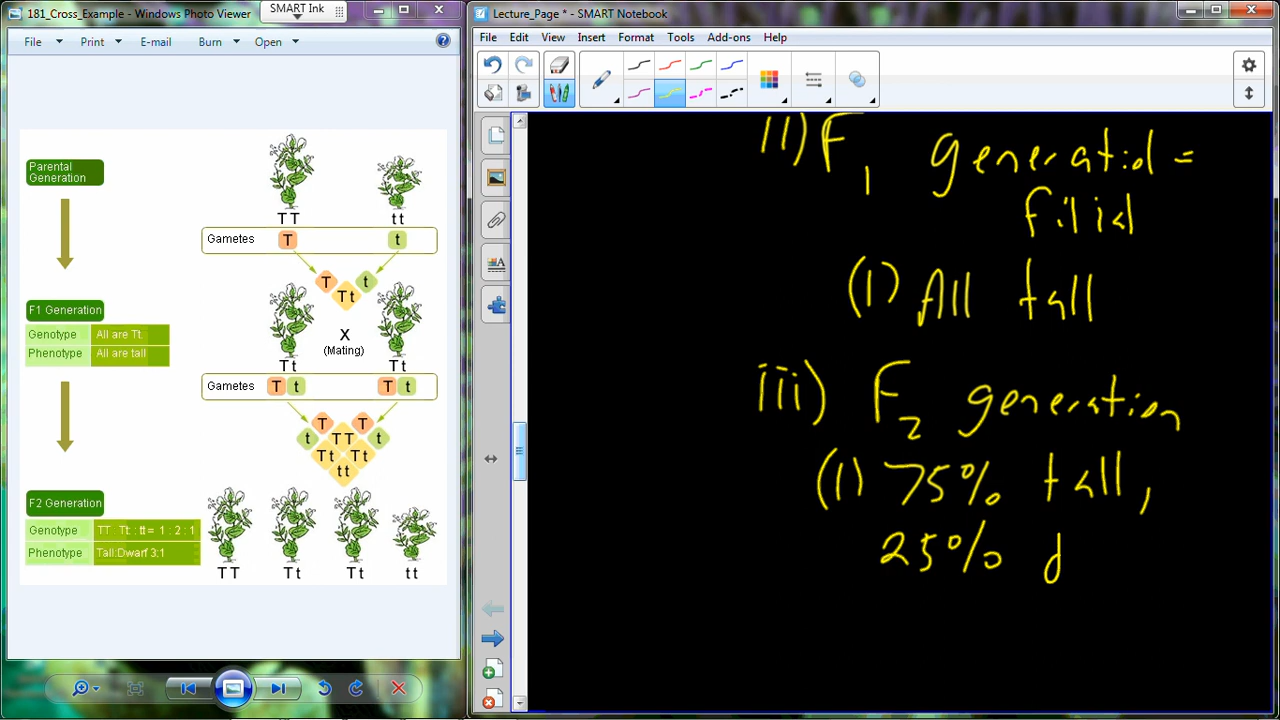 181_Cross_Example - Windows Photo Viewer
SMART Ink
File Print E-mail Burn Open
Parental
Generation
TT tt
Gametes T t
T t
Tt
F1 Generation
Genotype All are Tt
Phenotype All are tall
X
(Mating)
Tt Tt
Gametes T t T t
T T
t TT t
Tt Tt
tt
F2 Generation
Genotype TT : Tt : tt = 1 : 2 : 1
Phenotype Tall:Dwarf 3:1
TT Tt Tt tt
Lecture_Page * - SMART Notebook
File Edit View Insert Format Tools Add-ons Help
ii) F1 generatiol =
filial
(1) All tall
iii) F2 generation
(1) 75% tall,
25% d